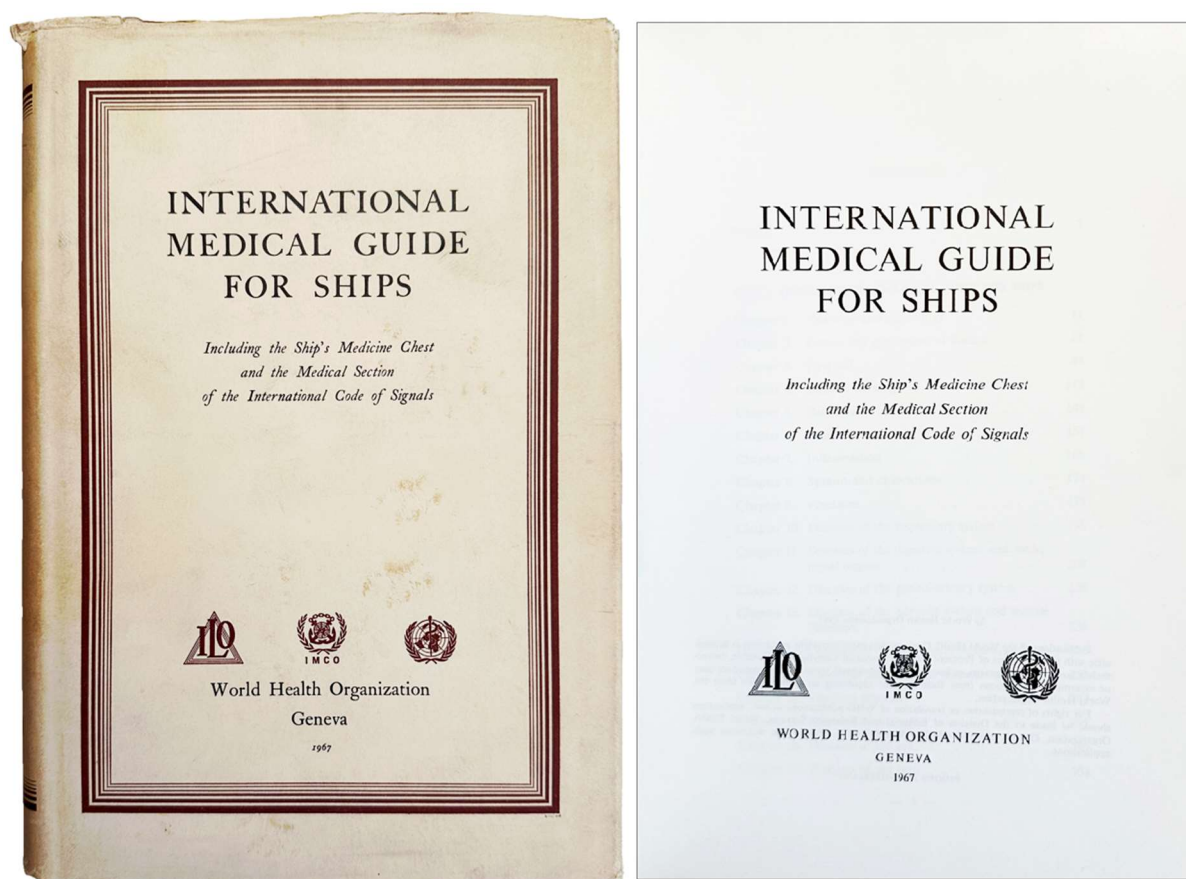 INTERNATIONAL
MEDICAL GUIDE
FOR SHIPS
Including the Ship's Medicine Chest
and the Medical Section
of the International Code of Signals
ILO
IMCO
World Health Organization
Geneva
1967
INTERNATIONAL
MEDICAL GUIDE
FOR SHIPS
Including the Ship's Medicine Chest
and the Medical Section
of the International Code of Signals
ILO
IMCO
WORLD HEALTH ORGANIZATION
GENEVA
1967